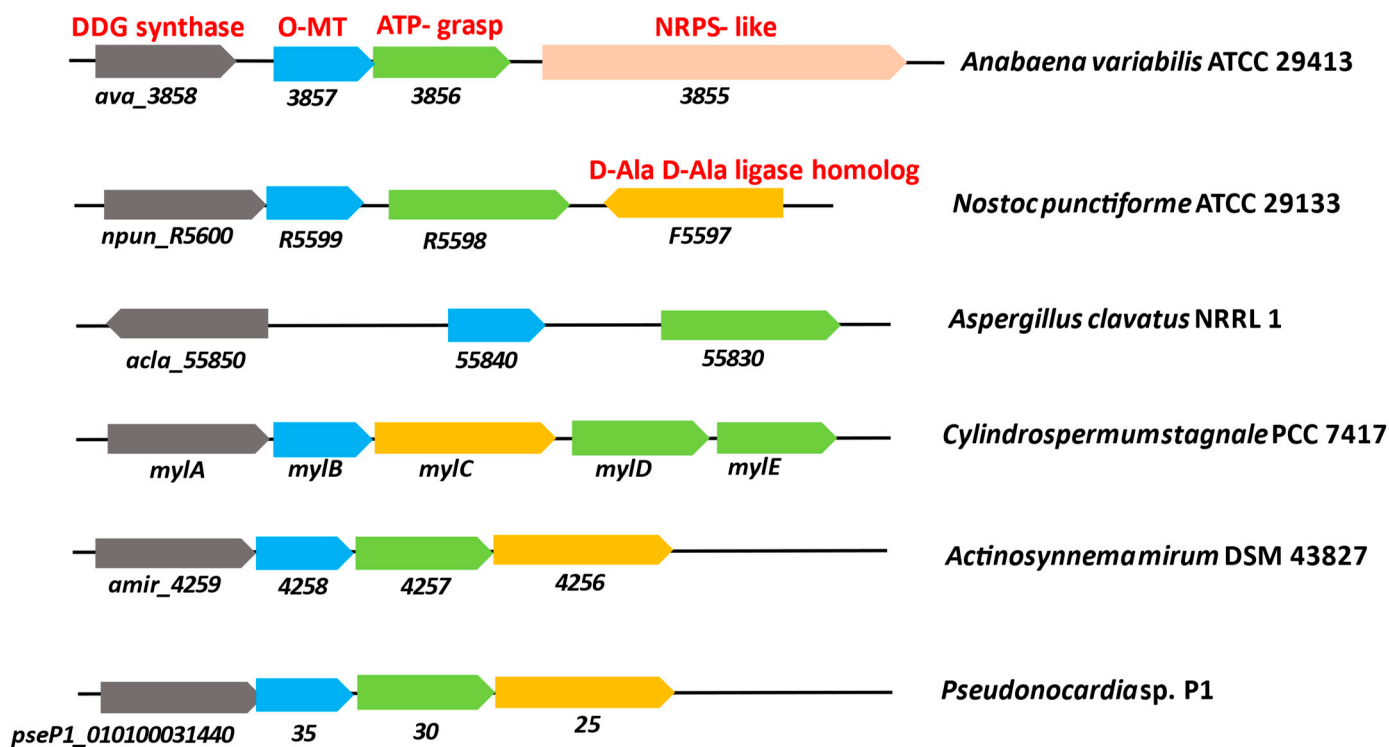 DDG synthase O-MT ATP- grasp NRPS- like
Anabaena variabilis ATCC 29413
ava_3858 3857 3856 3855
D-Ala D-Ala ligase homolog
Nostoc punctiforme ATCC 29133
npun_R5600 R5599 R5598 F5597
Aspergillus clavatus NRRL 1
acla_55850 55840 55830
Cylindrospermumstagnale PCC 7417
mylA mylB mylC mylD mylE
Actinosynnemamirum DSM 43827
amir_4259 4258 4257 4256
Pseudonocardiasp. P1
pseP1_010100031440 35 30 25